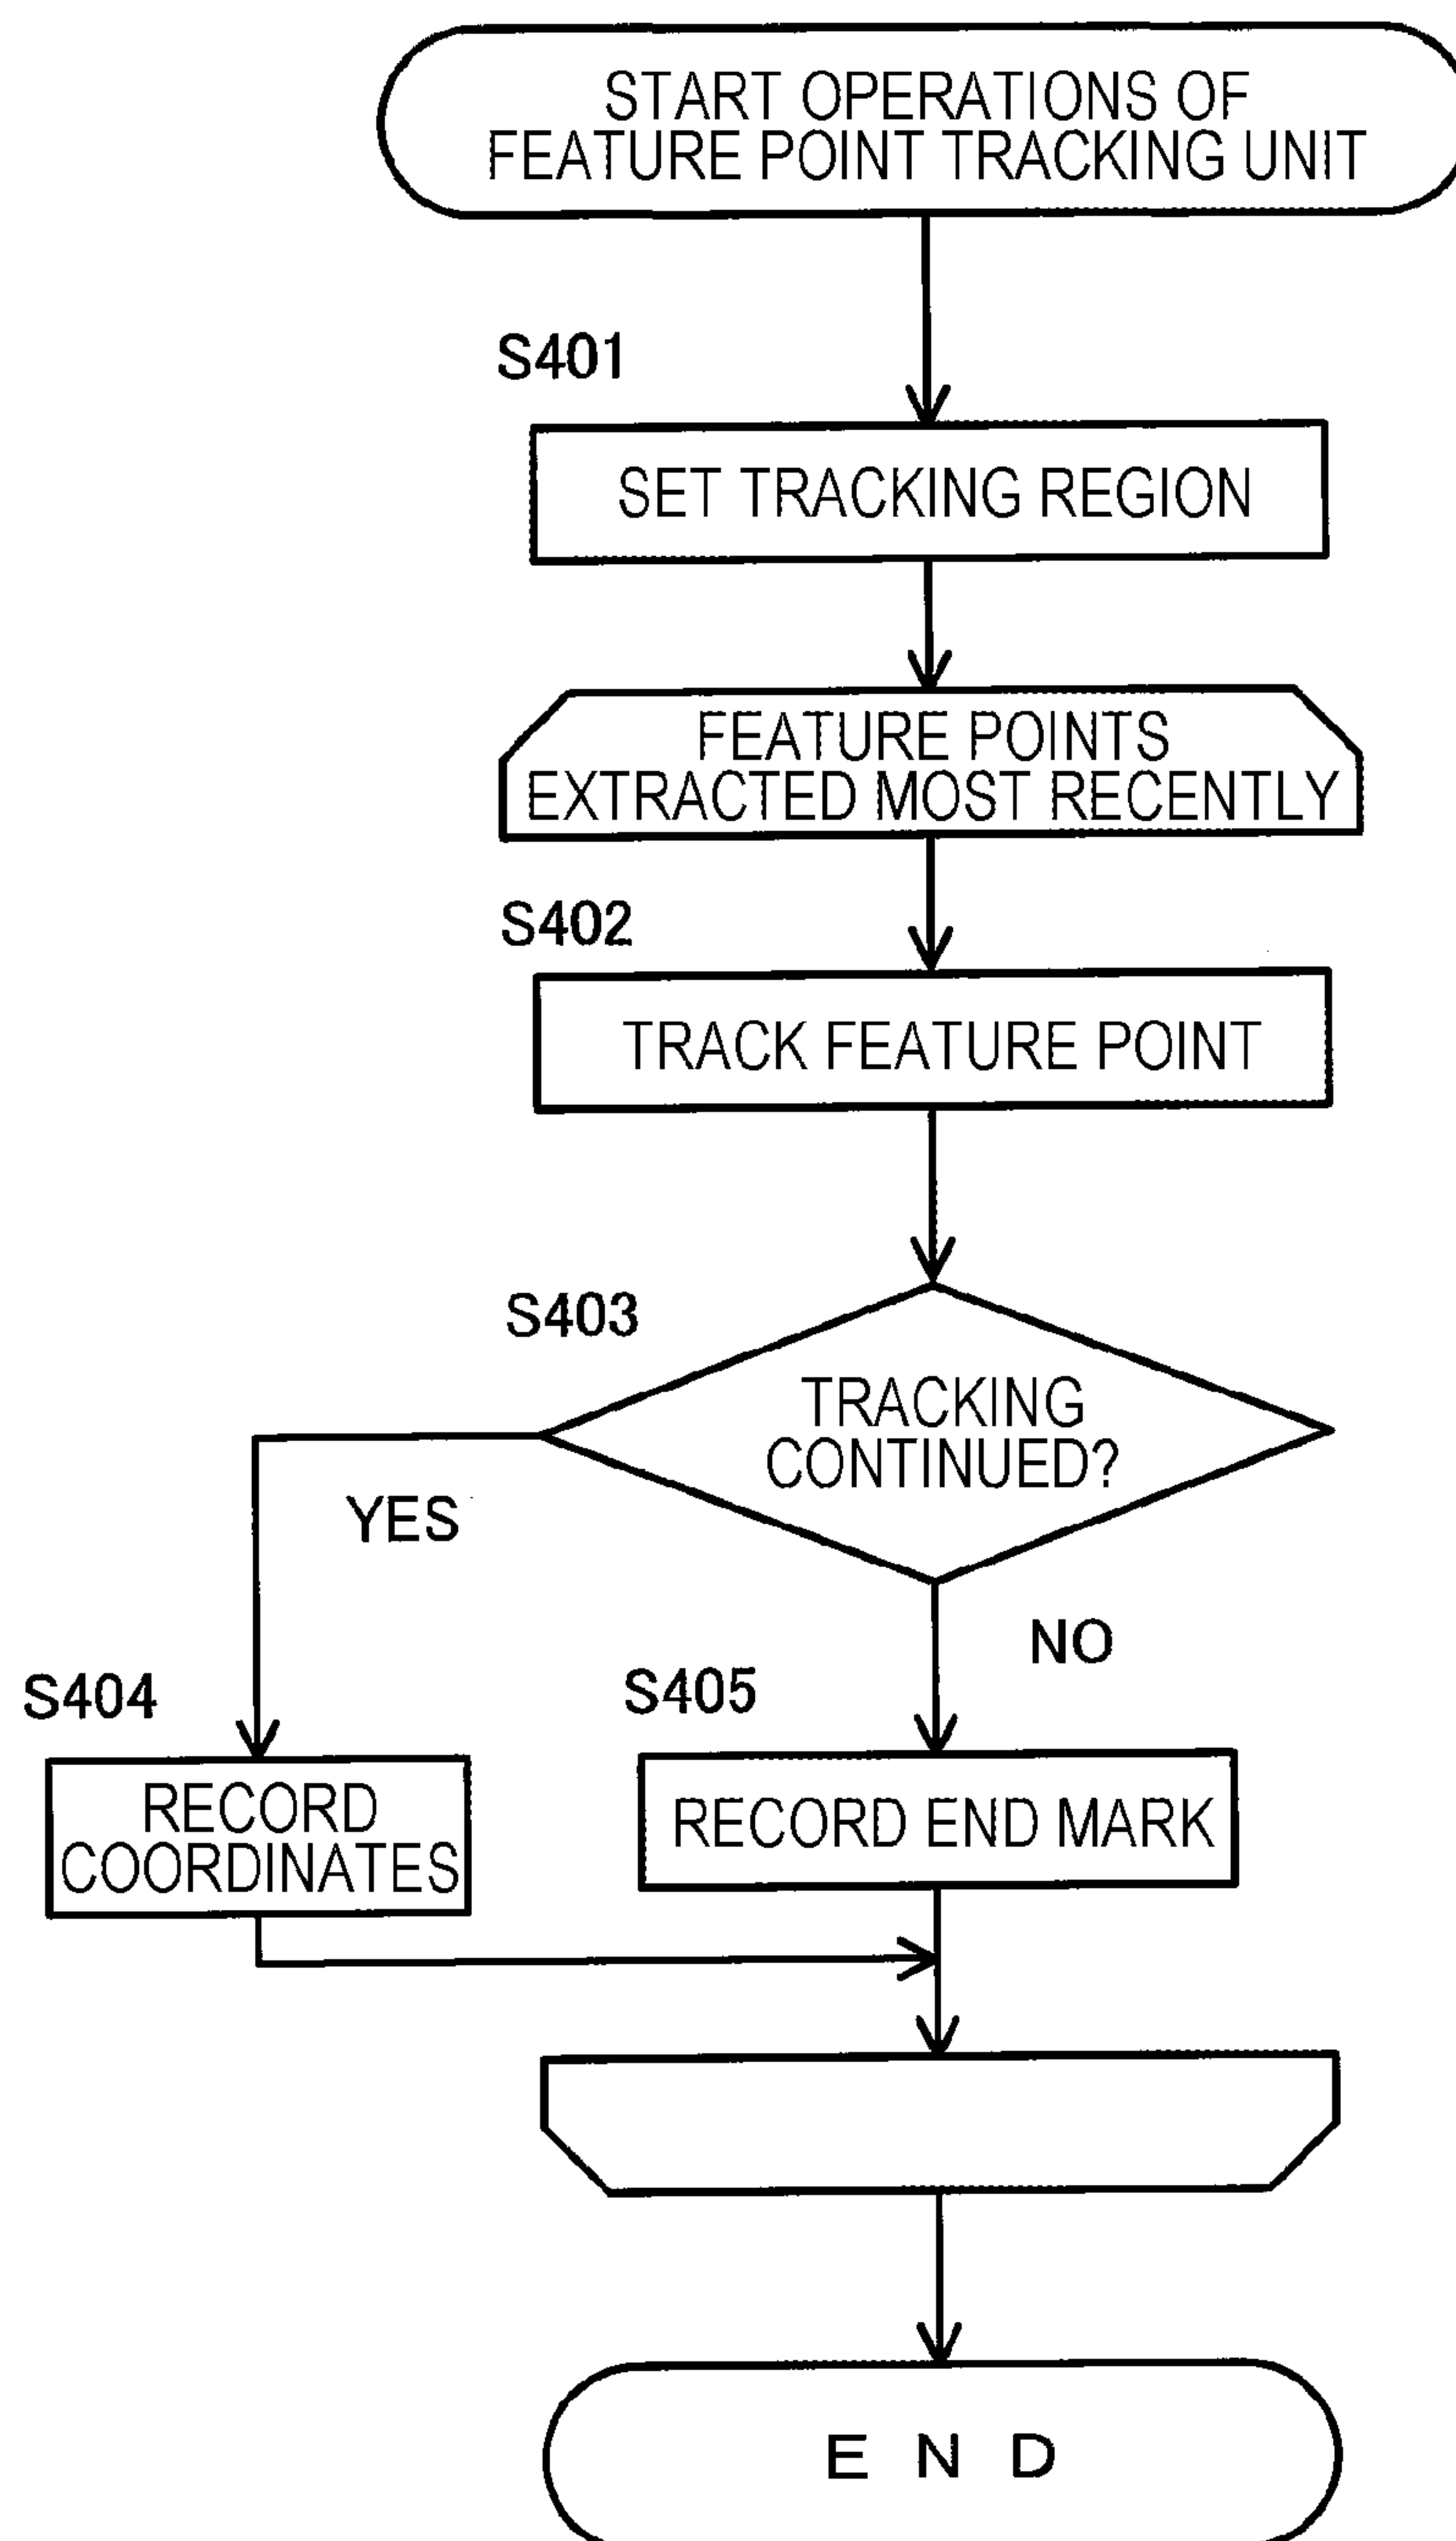 START OPERATIONS OF
FEATURE POINT TRACKING UNIT
S401
SET TRACKING REGION
FEATURE POINTS
EXTRACTED MOST RECENTLY
S402
TRACK FEATURE POINT
S403
TRACKING
CONTINUED?
YES
NO
S404
S405
RECORD
COORDINATES
RECORD END MARK
E N D